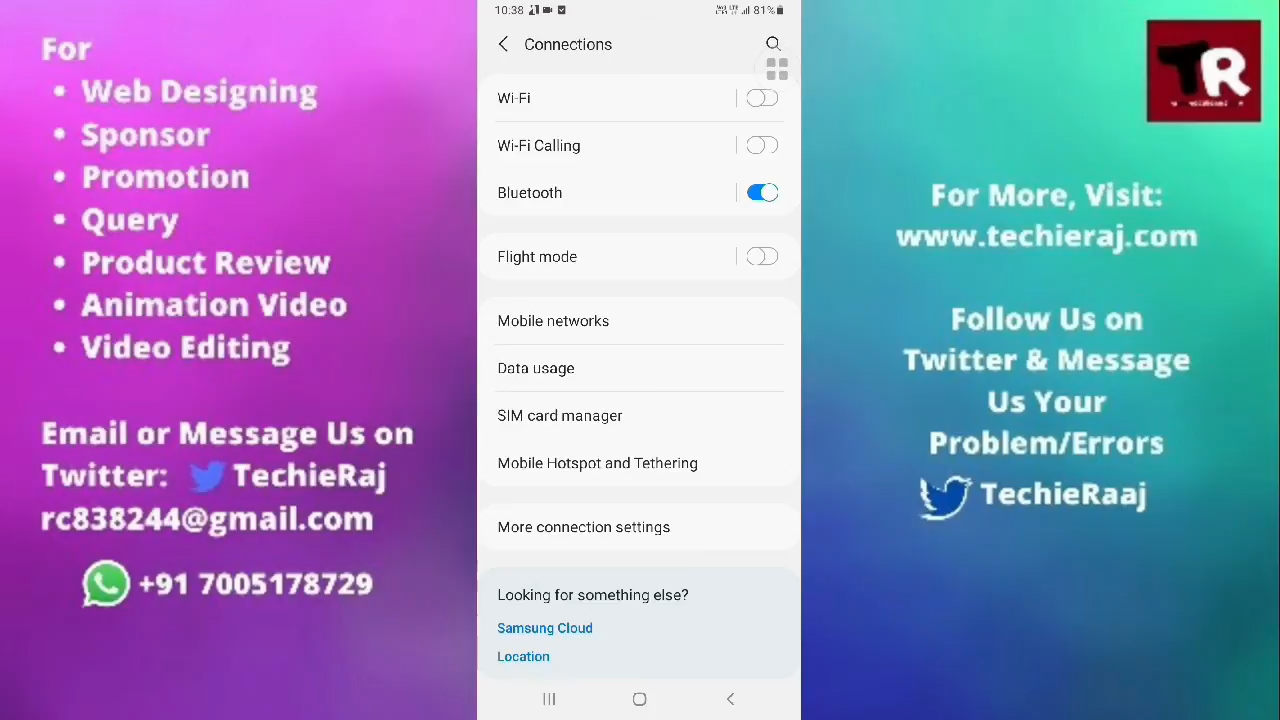 For
• Web Designing
• Sponsor
• Promotion
• Query
• Product Review
• Animation Video
• Video Editing
Email or Message Us on
Twitter: TechieRaj
rc838244@gmail.com
+91 7005178729
10:38
81%
Connections
Wi-Fi
Wi-Fi Calling
Bluetooth
Flight mode
Mobile networks
Data usage
SIM card manager
Mobile Hotspot and Tethering
More connection settings
Looking for something else?
Samsung Cloud
Location
TR
For More, Visit:
www.techieraj.com
Follow Us on
Twitter & Message
Us Your
Problem/Errors
TechieRaaj